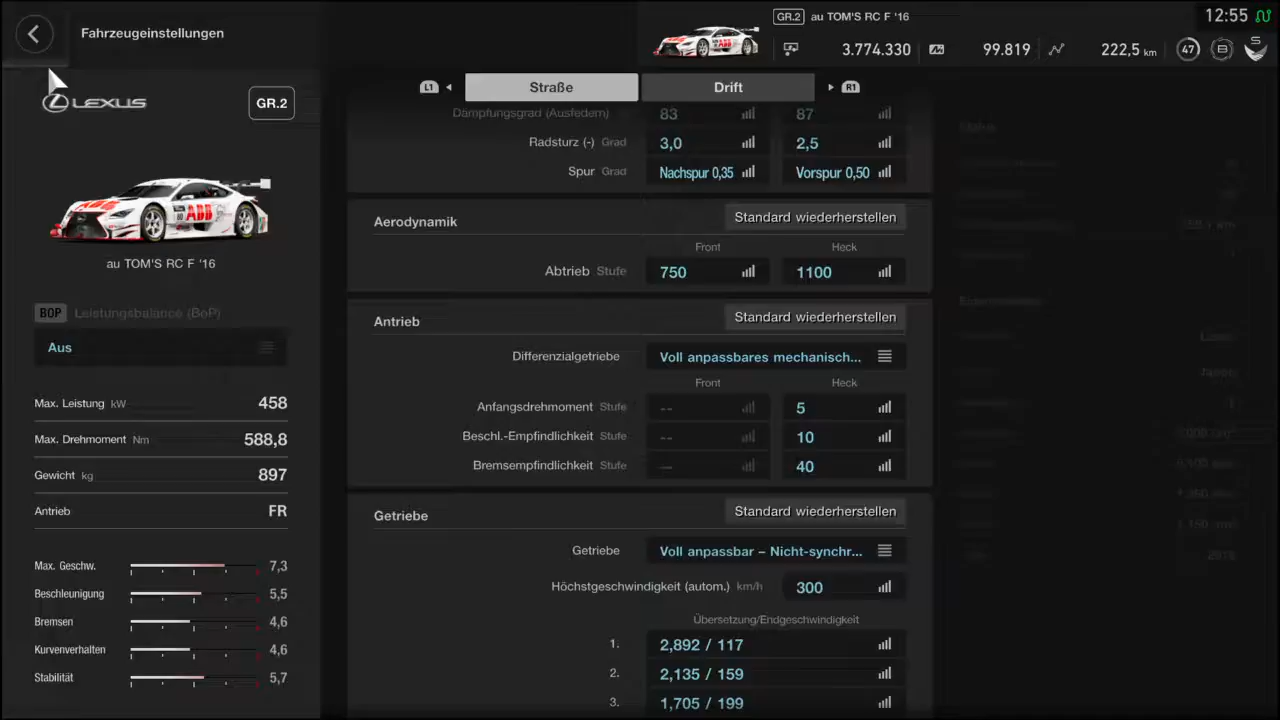 Fahrzeugeinstellungen
GR.2 au TOM'S RC F '16
12:55
3.774.330
99.819
222,5 km
47
B
S
L1 Straße Drift R1
LEXUS
GR.2
ABB
au TOM'S RC F '16
BOP Leistungsbalance (BoP)
Aus
Max. Leistung kW 458
Max. Drehmoment Nm 588,8
Gewicht kg 897
Antrieb FR
Max. Geschw. 7,3
Beschleunigung 5,5
Bremsen 4,6
Kurvenverhalten 4,6
Stabilität 5,7
Dämpfungsgrad (Ausfedern) 83 87
Radsturz (-) Grad 3,0 2,5
Spur Grad Nachspur 0,35 Vorspur 0,50
Aerodynamik Standard wiederherstellen
Front Heck
Abtrieb Stufe 750 1100
Antrieb Standard wiederherstellen
Differenzialgetriebe Voll anpassbares mechanisch...
Front Heck
Anfangsdrehmoment Stufe -- 5
Beschl.-Empfindlichkeit Stufe -- 10
Bremsempfindlichkeit Stufe -- 40
Getriebe Standard wiederherstellen
Getriebe Voll anpassbar – Nicht-synchr...
Höchstgeschwindigkeit (autom.) km/h 300
Übersetzung/Endgeschwindigkeit
1. 2,892 / 117
2. 2,135 / 159
3. 1,705 / 199